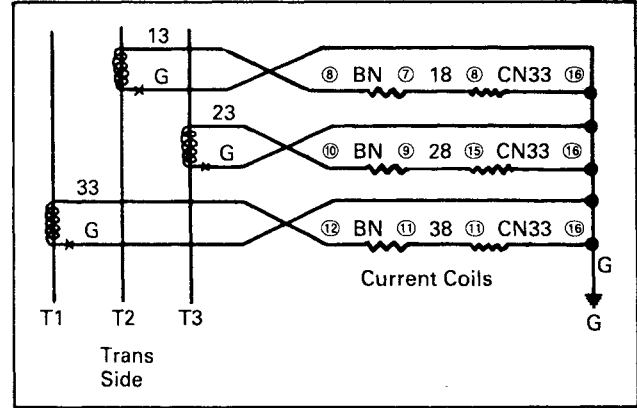 13
G
⑧ BN ⑦ 18 ⑧ CN33 ⑯
23
G
⑩ BN ⑨ 28 ⑮ CN33 ⑯
33
G
⑫ BN ⑪ 38 ⑪ CN33 ⑯
Current Coils
G
T1 T2 T3
G
Trans
Side